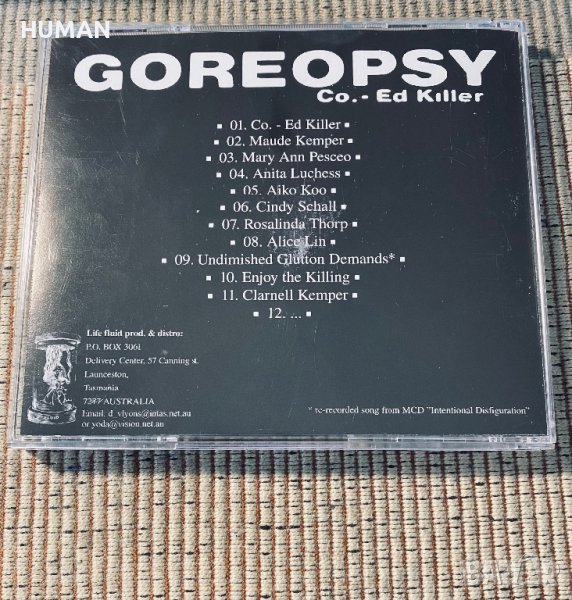 HUMAN
GOREOPSY
Co.- Ed Killer
01. Co. - Ed Killer
02. Maude Kemper
03. Mary Ann Pesceo
04. Anita Luchess
05. Aiko Koo
06. Cindy Schall
07. Rosalinda Thorp
08. Alice Lin
09. Undimished Glutton Demands*
10. Enjoy the Killing
11. Clarnell Kemper
12. ...
Life fluid prod. & distro:
P.O. BOX 3061
Delivery Center, 57 Canning st.
Launceston,
Tasmania
AUSTRALIA
Email: d_vlyons@intas.net.au
or yoda@vision.net.au
* re-recorded song from MCD "Intentional Disfiguration"